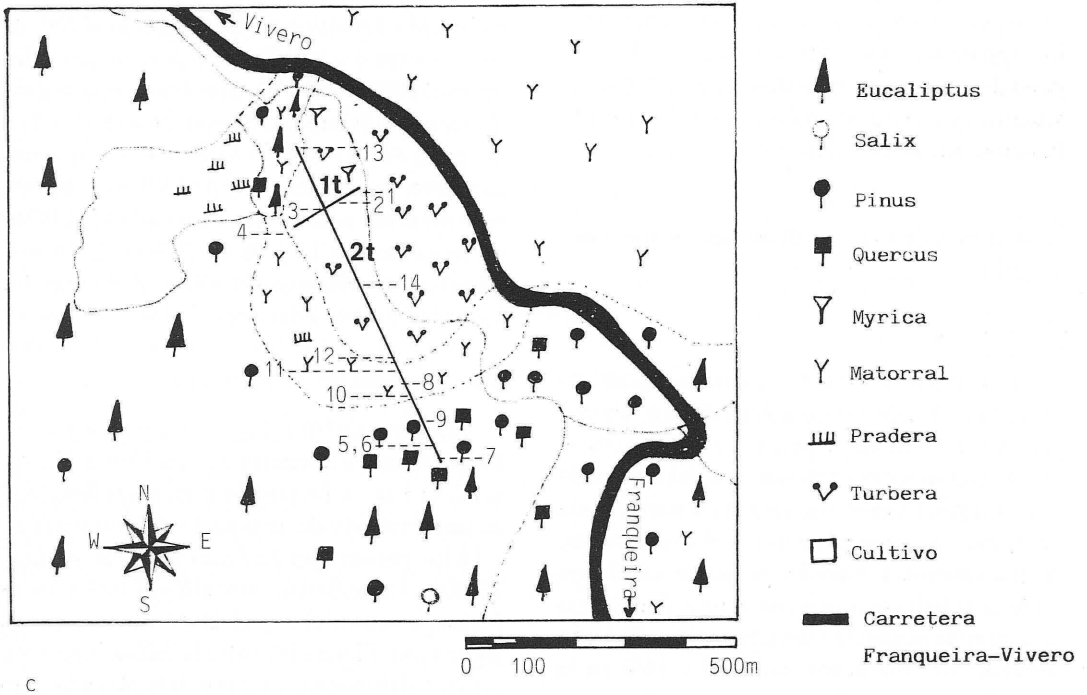 Vivero
13
1t
1
3
2
4
2t
14
12
11
8
10
9
5,6
7
N
W
E
S
Franqueira
Eucaliptus
Salix
Pinus
Quercus
Myrica
Matorral
Pradera
Turbera
Cultivo
Carretera
Franqueira-Vivero
0 100 500m
C